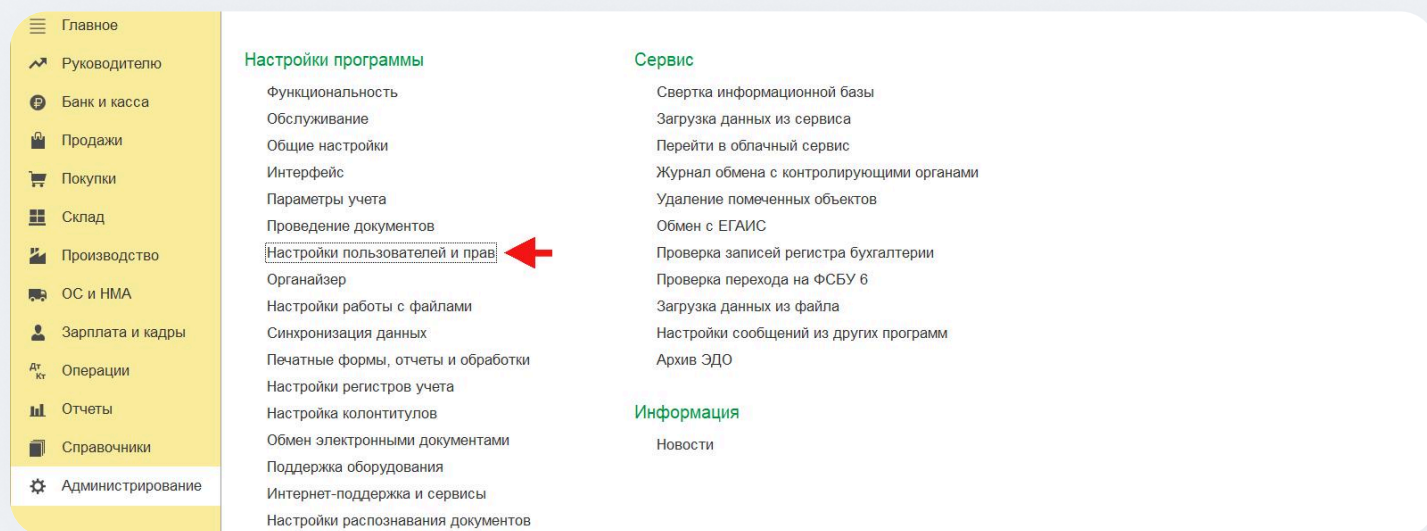 Главное
Руководителю
Банк и касса
Продажи
Покупки
Склад
Производство
ОС и НМА
Зарплата и кадры
Дт Кт Операции
Отчеты
Справочники
Администрирование
Настройки программы
Функциональность
Обслуживание
Общие настройки
Интерфейс
Параметры учета
Проведение документов
Настройки пользователей и прав
Органайзер
Настройки работы с файлами
Синхронизация данных
Печатные формы, отчеты и обработки
Настройки регистров учета
Настройка колонтитулов
Обмен электронными документами
Поддержка оборудования
Интернет-поддержка и сервисы
Настройки распознавания документов
Сервис
Свертка информационной базы
Загрузка данных из сервиса
Перейти в облачный сервис
Журнал обмена с контролирующими органами
Удаление помеченных объектов
Обмен с ЕГАИС
Проверка записей регистра бухгалтерии
Проверка перехода на ФСБУ 6
Загрузка данных из файла
Настройки сообщений из других программ
Архив ЭДО
Информация
Новости